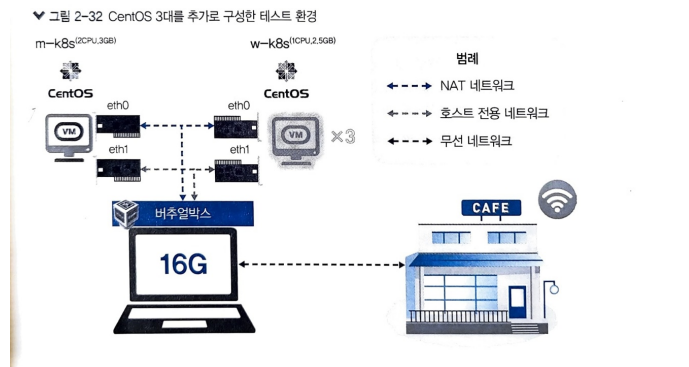 그림 2-32 CentOS 3대를 추가로 구성한 테스트 환경
m-k8s(2CPU,3GB)
w-k8s(1CPU,2.5GB)
CentOS
CentOS
eth0
eth0
VM
VM
×3
eth1
eth1
버추얼박스
16G
CAFE
범례
NAT 네트워크
호스트 전용 네트워크
무선 네트워크